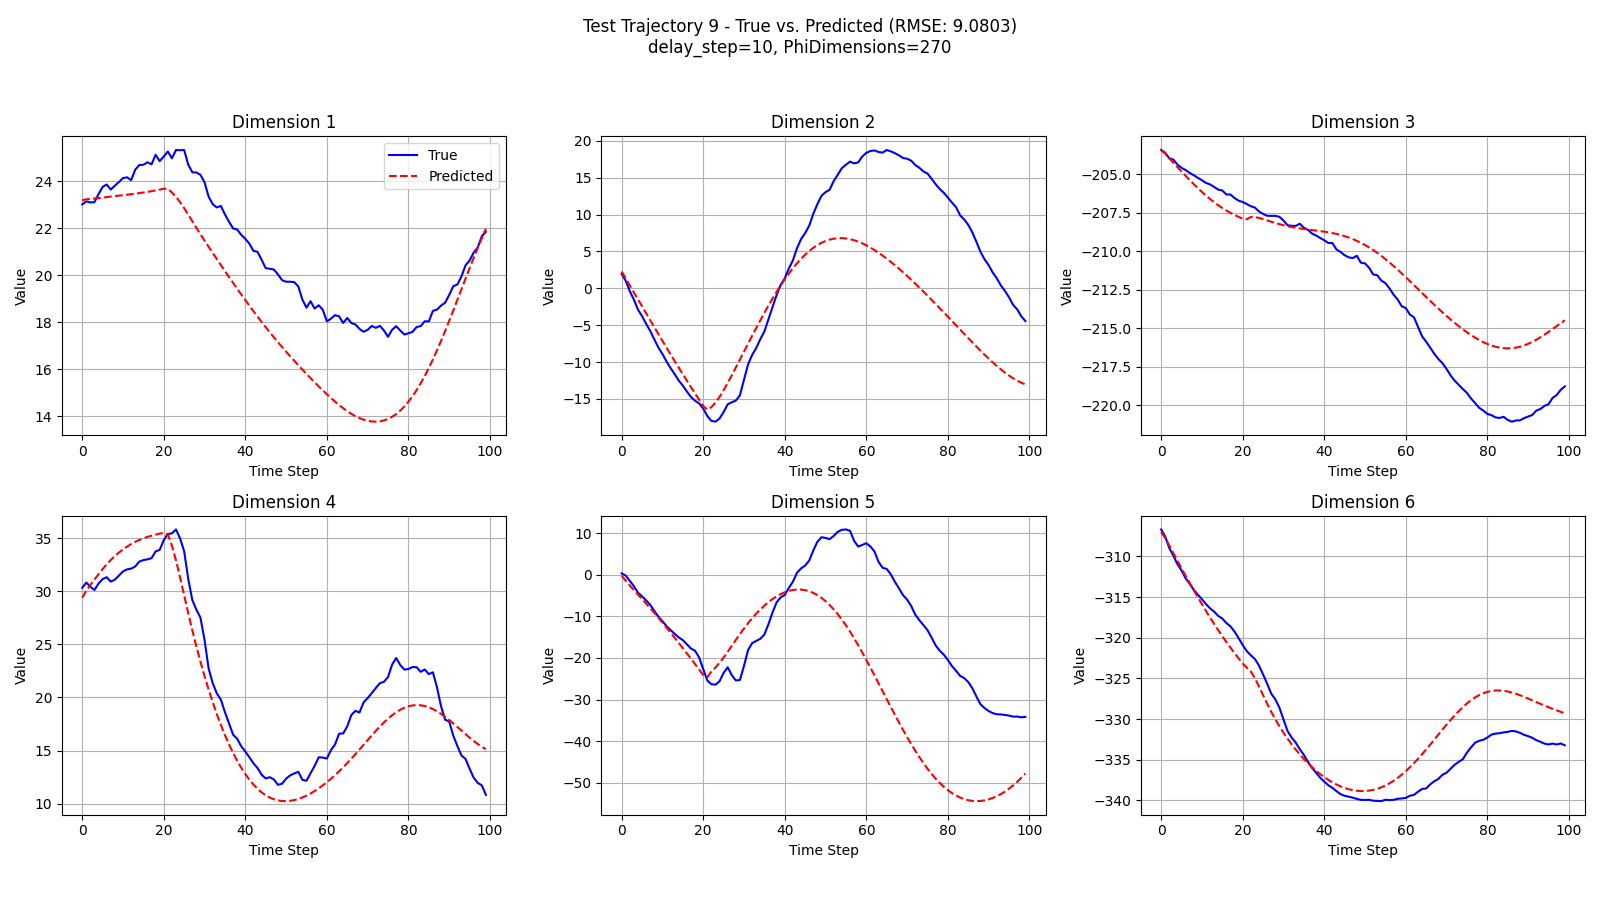 Test Trajectory 9 - True vs. Predicted (RMSE: 9.0803)
delay_step=10, PhiDimensions=270
Dimension 1
True
Predicted
24
22
20
18
16
14
Value
0 20 40 60 80 100
Time Step
Dimension 2
20
15
10
5
0
−5
−10
−15
Value
0 20 40 60 80 100
Time Step
Dimension 3
−205.0
−207.5
−210.0
−212.5
−215.0
−217.5
−220.0
Value
0 20 40 60 80 100
Time Step
Dimension 4
35
30
25
20
15
10
Value
0 20 40 60 80 100
Time Step
Dimension 5
10
0
−10
−20
−30
−40
−50
Value
0 20 40 60 80 100
Time Step
Dimension 6
−310
−315
−320
−325
−330
−335
−340
Value
0 20 40 60 80 100
Time Step